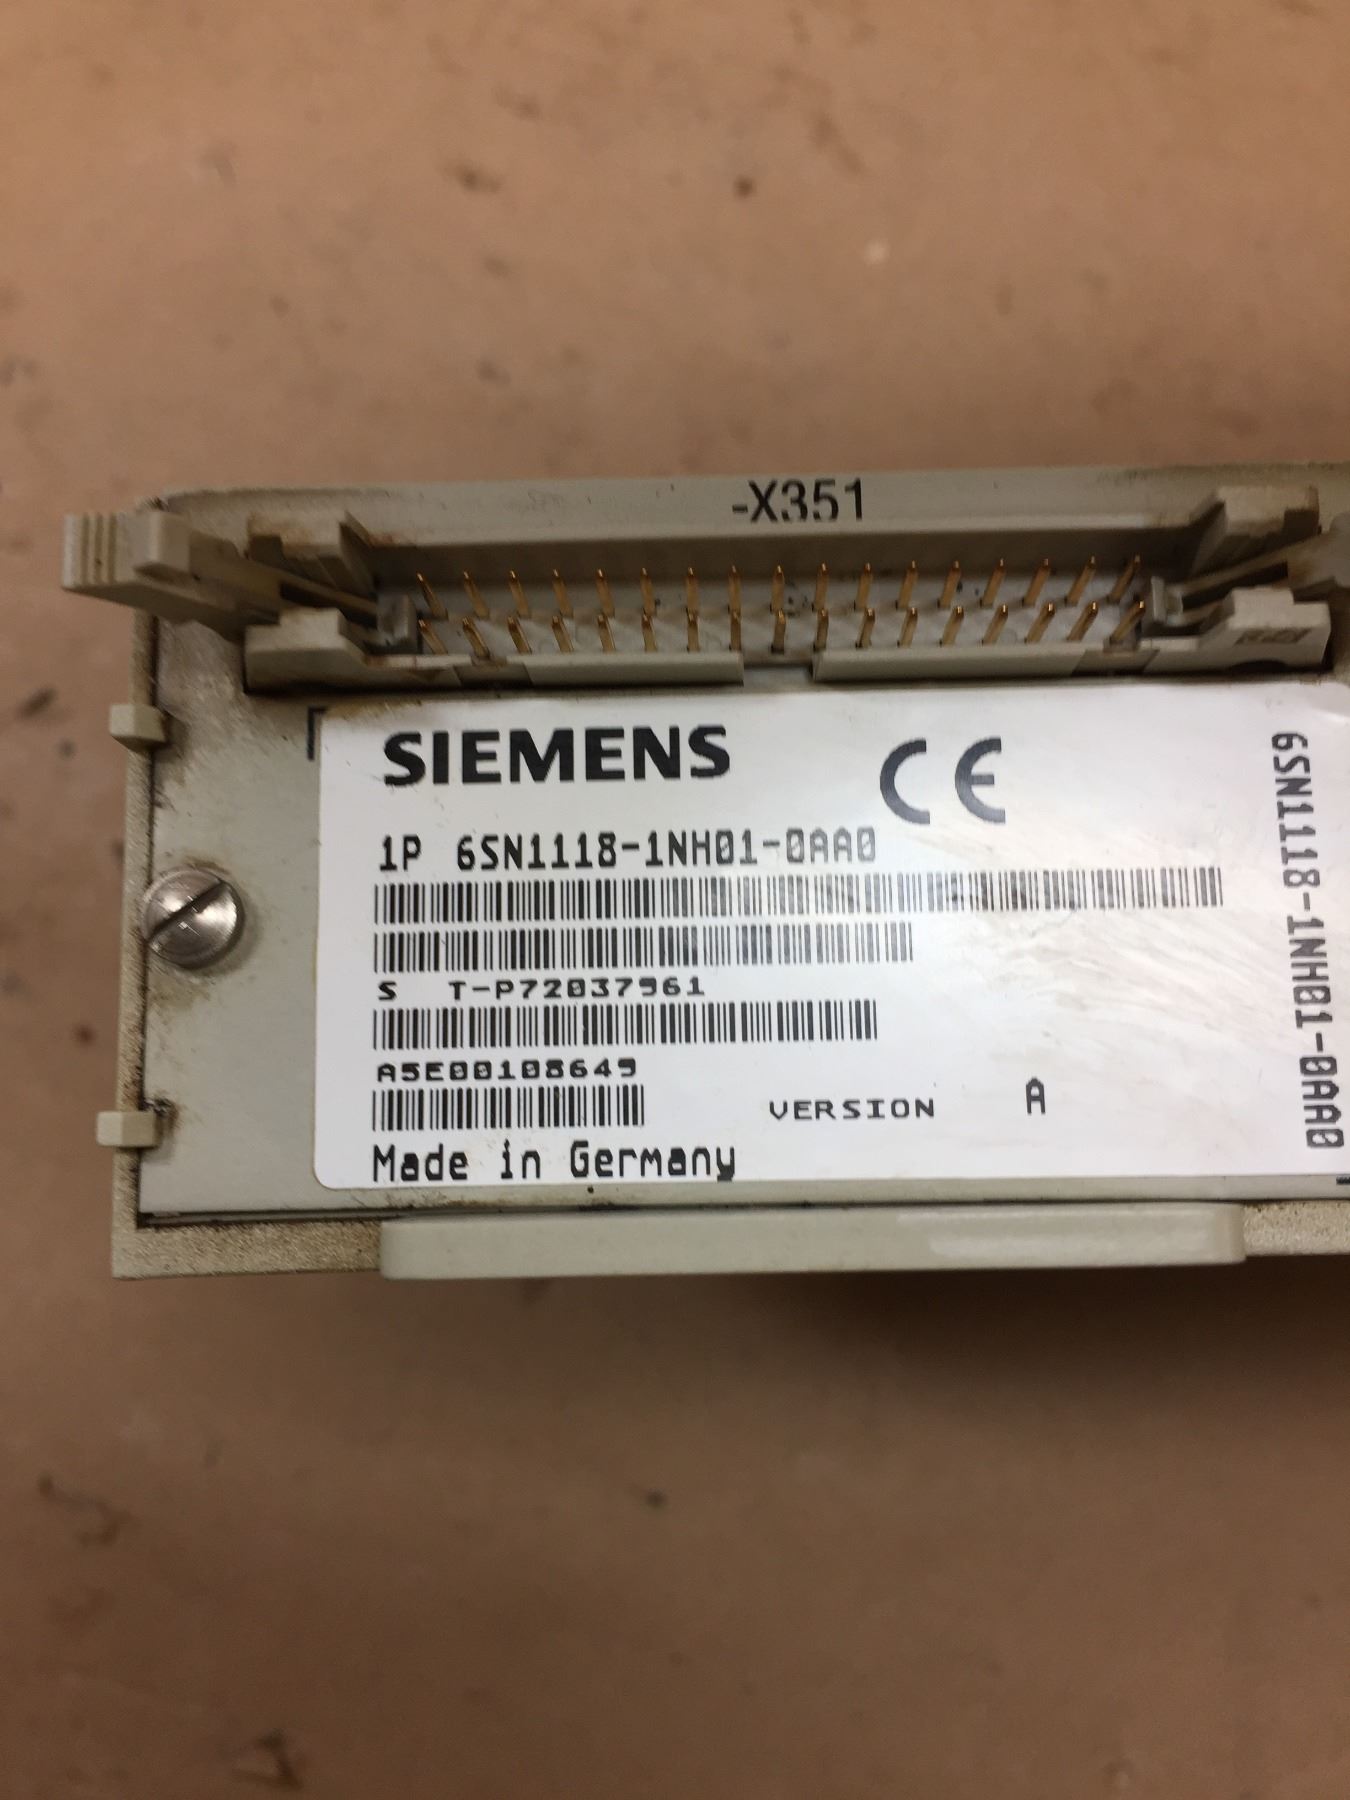 -X351
SIEMENS CE
1P 6SN1118-1NH01-0AA0
S T-P72037961
A5E00108649
VERSION A
Made in Germany
6SN1118-1NH01-0AA0